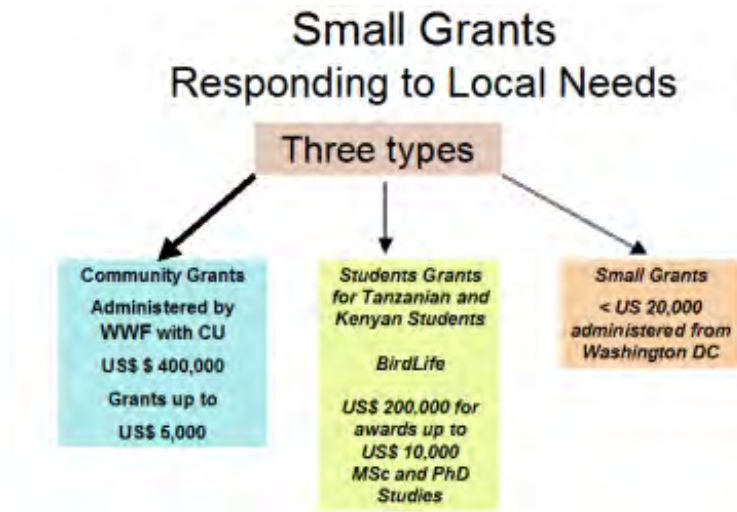 Small Grants
Responding to Local Needs
Three types
Community Grants
Administered by
WWF with CU
US$ $ 400,000
Grants up to
US$ 5,000
Students Grants
for Tanzanian and
Kenyan Students
BirdLife
US$ 200,000 for
awards up to
US$ 10,000
MSc and PhD
Studies
Small Grants
< US 20,000
administered from
Washington DC